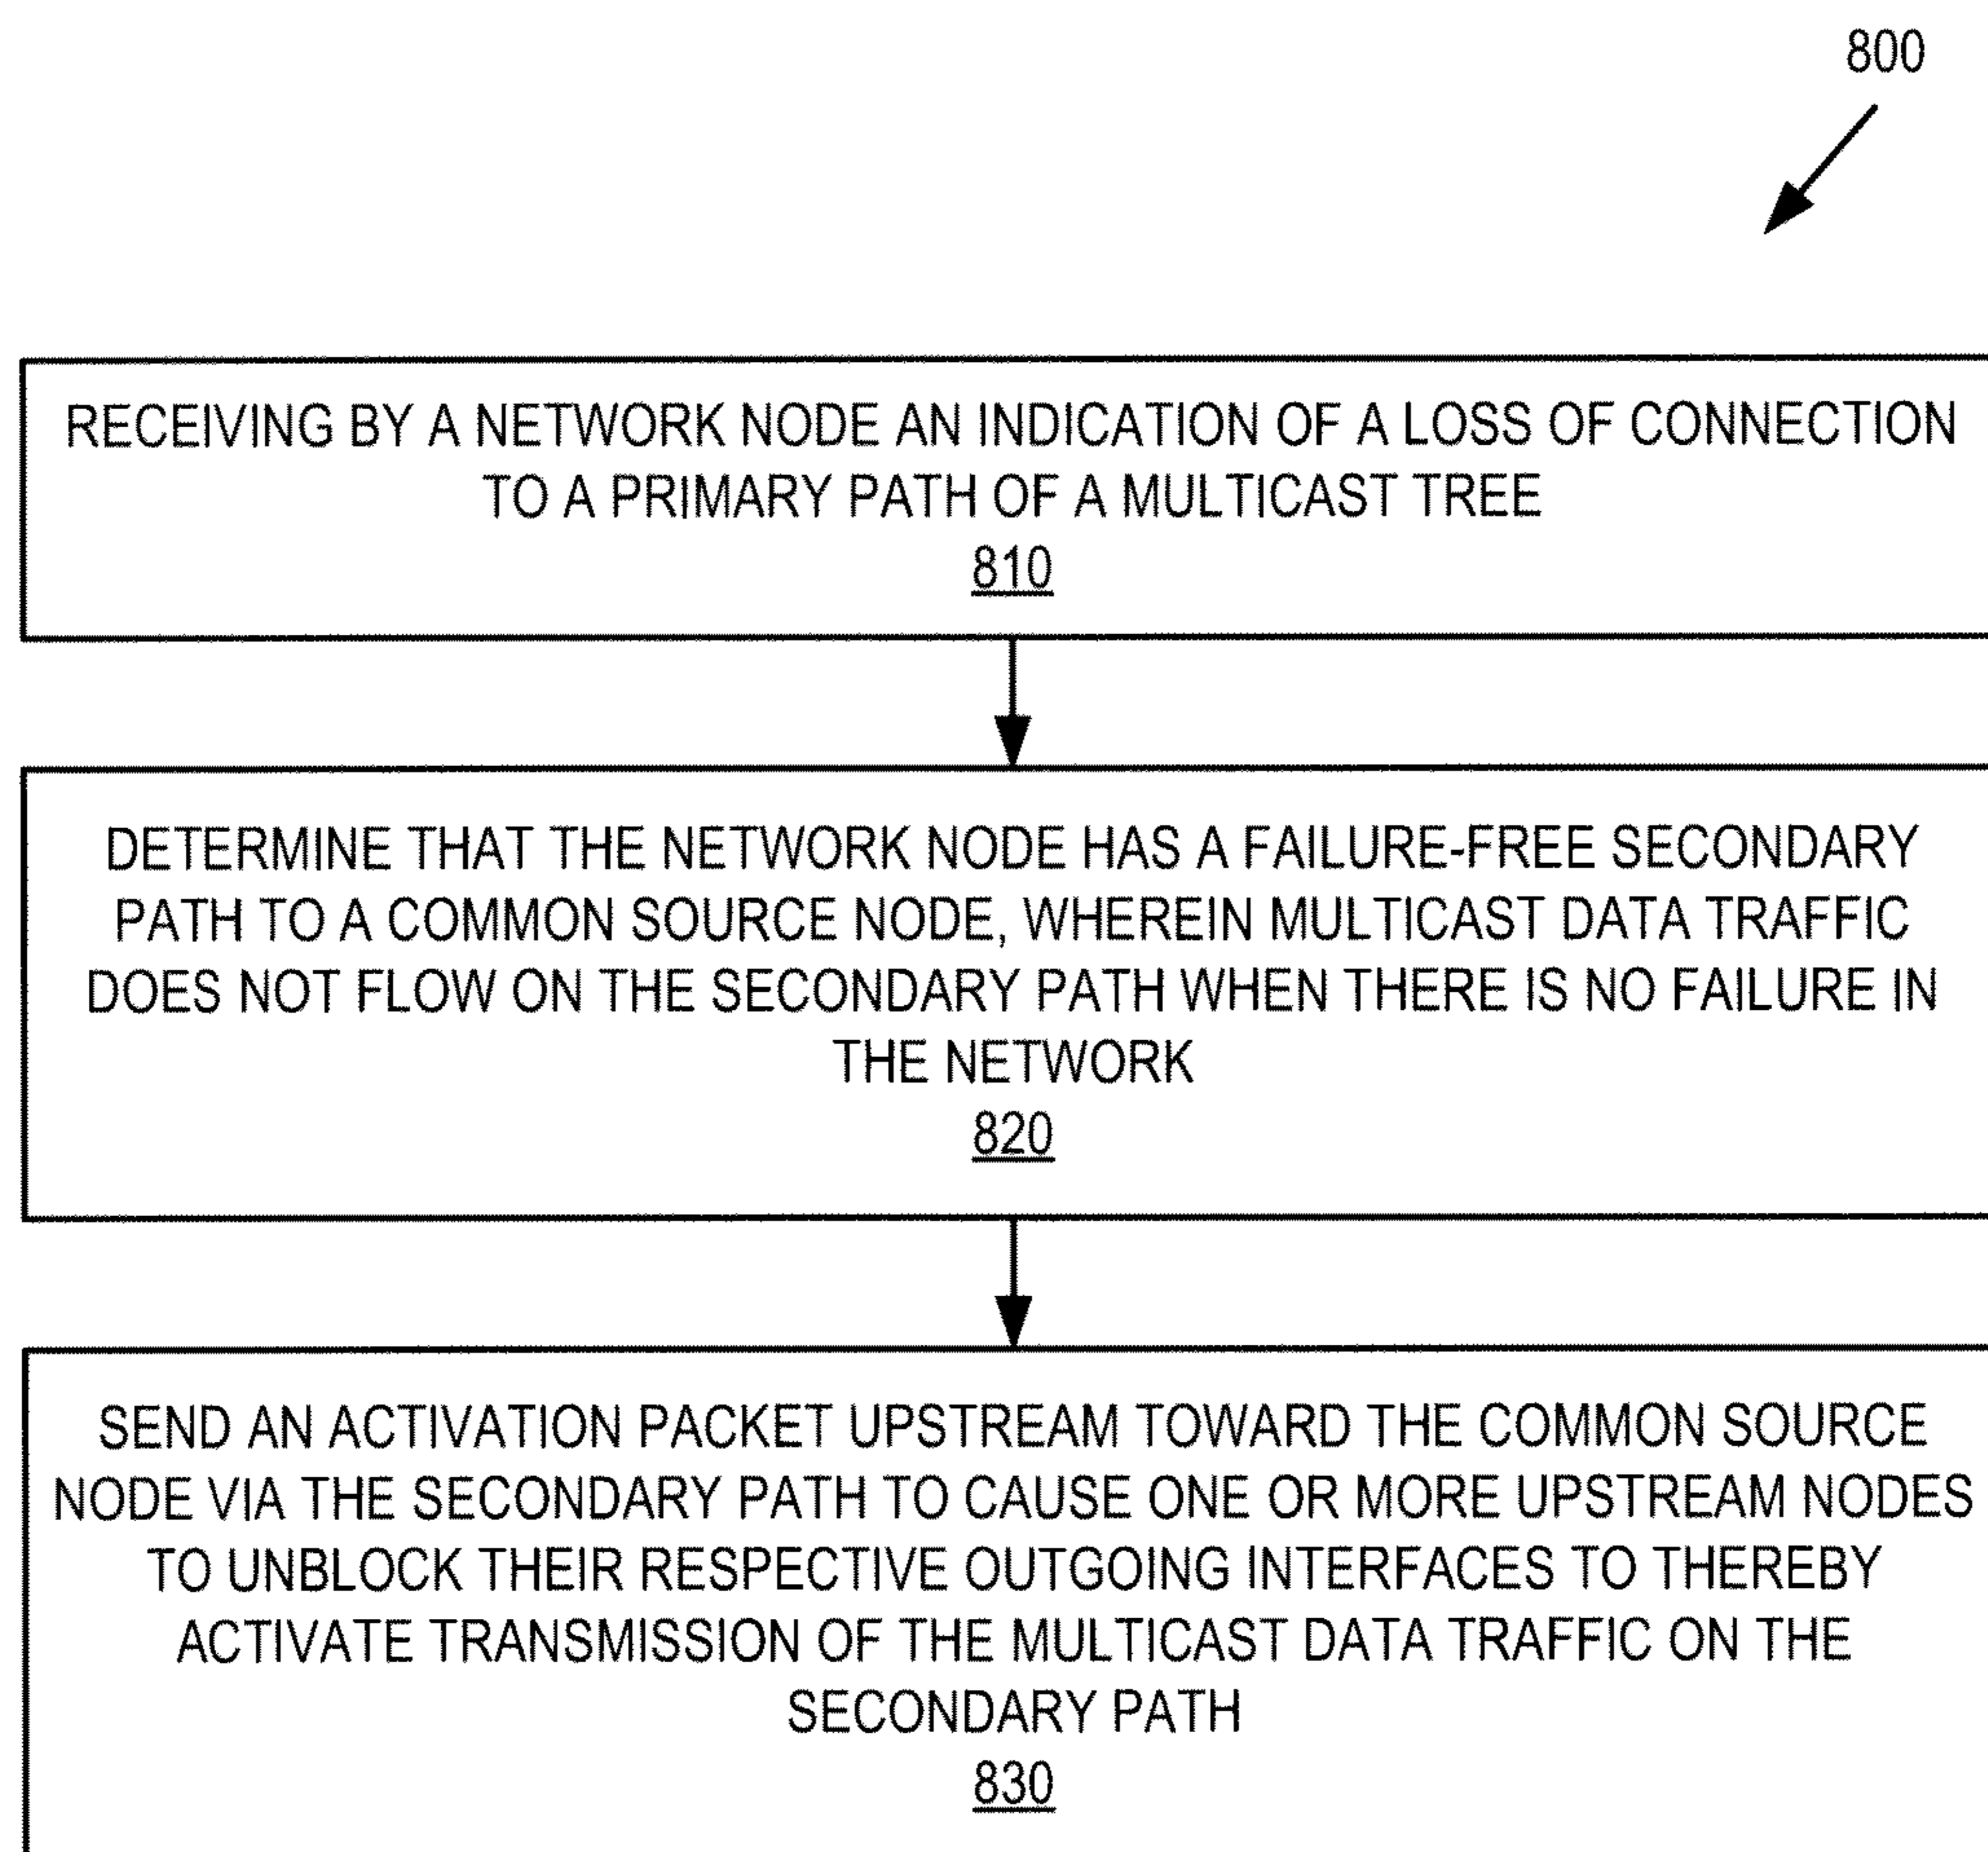 800
RECEIVING BY A NETWORK NODE AN INDICATION OF A LOSS OF CONNECTION
TO A PRIMARY PATH OF A MULTICAST TREE
810
DETERMINE THAT THE NETWORK NODE HAS A FAILURE-FREE SECONDARY
PATH TO A COMMON SOURCE NODE, WHEREIN MULTICAST DATA TRAFFIC
DOES NOT FLOW ON THE SECONDARY PATH WHEN THERE IS NO FAILURE IN
THE NETWORK
820
SEND AN ACTIVATION PACKET UPSTREAM TOWARD THE COMMON SOURCE
NODE VIA THE SECONDARY PATH TO CAUSE ONE OR MORE UPSTREAM NODES
TO UNBLOCK THEIR RESPECTIVE OUTGOING INTERFACES TO THEREBY
ACTIVATE TRANSMISSION OF THE MULTICAST DATA TRAFFIC ON THE
SECONDARY PATH
830